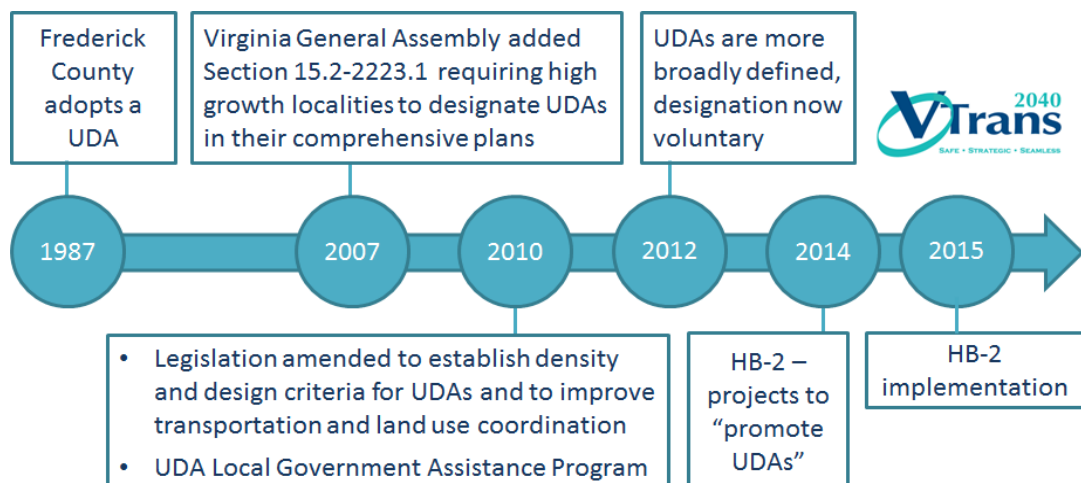 Frederick
County
adopts a
UDA
Virginia General Assembly added
Section 15.2-2223.1 requiring high
growth localities to designate UDAs
in their comprehensive plans
UDAs are more
broadly defined,
designation now
voluntary
2040
VTrans
SAFE • STRATEGIC • SEAMLESS
1987
2007
2010
2012
2014
2015
• Legislation amended to establish density
and design criteria for UDAs and to improve
transportation and land use coordination
• UDA Local Government Assistance Program
HB-2 –
projects to
“promote
UDAs”
HB-2
implementation